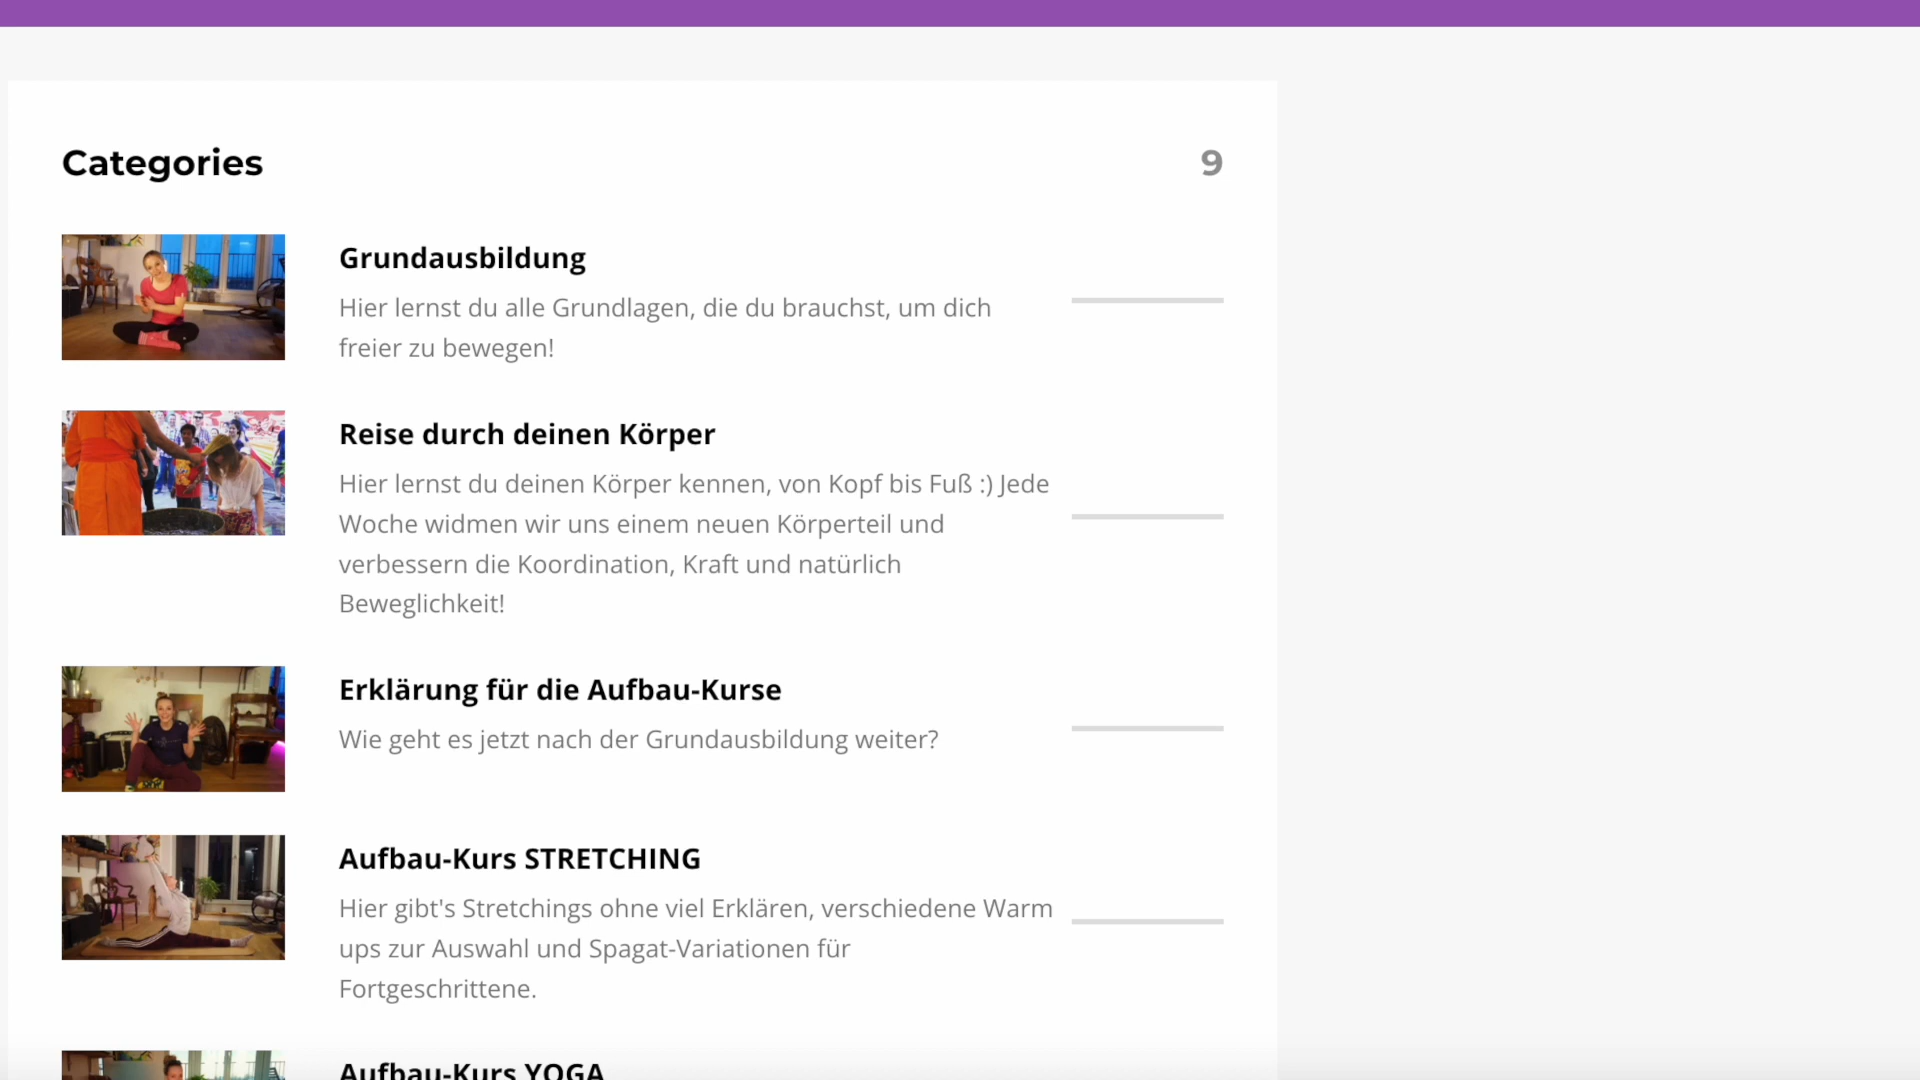 Categories
9
Grundausbildung
Hier lernst du alle Grundlagen, die du brauchst, um dich
freier zu bewegen!
Reise durch deinen Körper
Hier lernst du deinen Körper kennen, von Kopf bis Fuß :) Jede
Woche widmen wir uns einem neuen Körperteil und
verbessern die Koordination, Kraft und natürlich
Beweglichkeit!
Erklärung für die Aufbau-Kurse
Wie geht es jetzt nach der Grundausbildung weiter?
Aufbau-Kurs STRETCHING
Hier gibt's Stretchings ohne viel Erklären, verschiedene Warm
ups zur Auswahl und Spagat-Variationen für
Fortgeschrittene.
Aufbau-Kurs YOGA